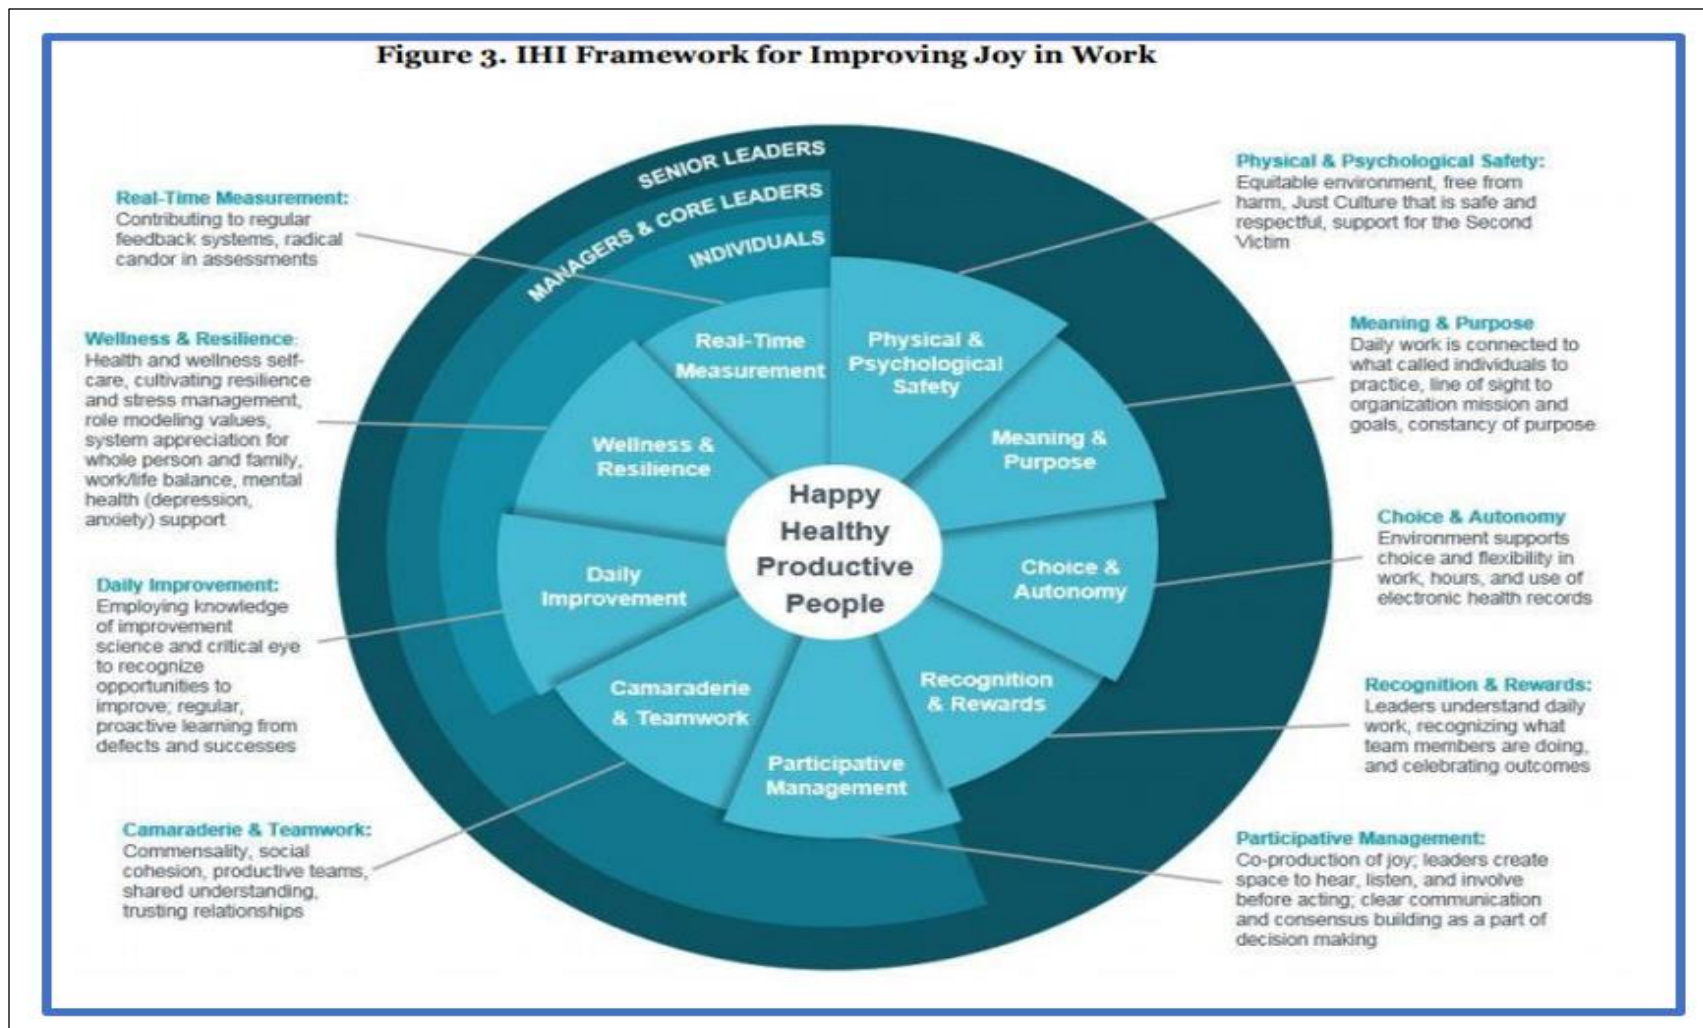 Figure 3. IHI Framework for Improving Joy in Work
SENIOR LEADERS
MANAGERS & CORE LEADERS
INDIVIDUALS
Real-Time Measurement:
Contributing to regular
feedback systems, radical
candor in assessments
Wellness & Resilience:
Health and wellness self-
care, cultivating resilience
and stress management,
role modeling values,
system appreciation for
whole person and family,
work/life balance, mental
health (depression,
anxiety) support
Daily Improvement:
Employing knowledge
of improvement
science and critical eye
to recognize
opportunities to
improve; regular,
proactive learning from
defects and successes
Camaraderie & Teamwork:
Commensality, social
cohesion, productive teams,
shared understanding,
trusting relationships
Real-Time
Measurement
Physical &
Psychological
Safety
Wellness &
Resilience
Meaning &
Purpose
Happy
Healthy
Productive
People
Daily
Improvement
Choice &
Autonomy
Camaraderie
& Teamwork
Recognition
& Rewards
Participative
Management
Physical & Psychological Safety:
Equitable environment, free from
harm, Just Culture that is safe and
respectful, support for the Second
Victim
Meaning & Purpose
Daily work is connected to
what called individuals to
practice, line of sight to
organization mission and
goals, constancy of purpose
Choice & Autonomy
Environment supports
choice and flexibility in
work, hours, and use of
electronic health records
Recognition & Rewards:
Leaders understand daily
work, recognizing what
team members are doing,
and celebrating outcomes
Participative Management:
Co-production of joy; leaders create
space to hear, listen, and involve
before acting; clear communication
and consensus building as a part of
decision making